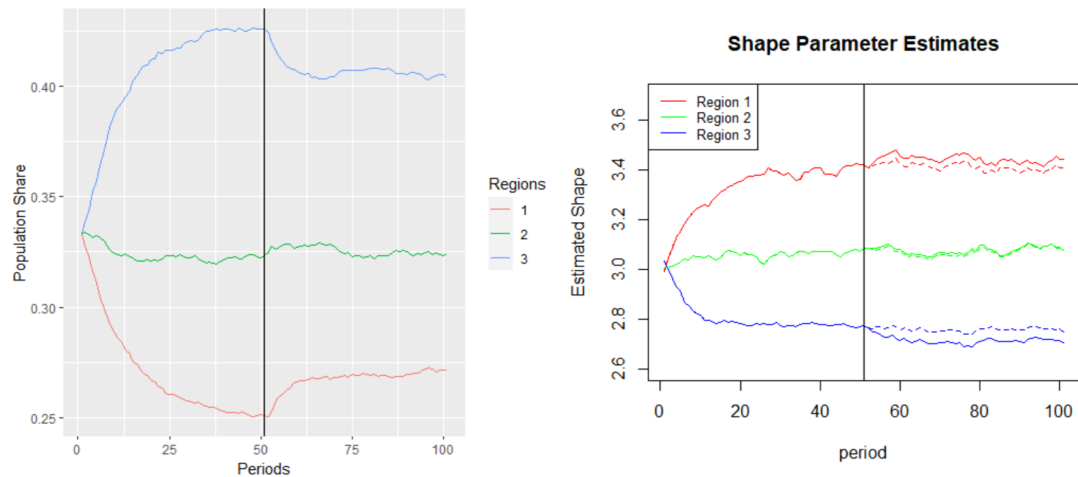 Population Share
0.40
0.35
0.30
0.25
0
25
50
75
100
Periods
Regions
1
2
3
Shape Parameter Estimates
Estimated Shape
3.6
3.4
3.2
3.0
2.8
2.6
Region 1
Region 2
Region 3
0
20
40
60
80
100
period